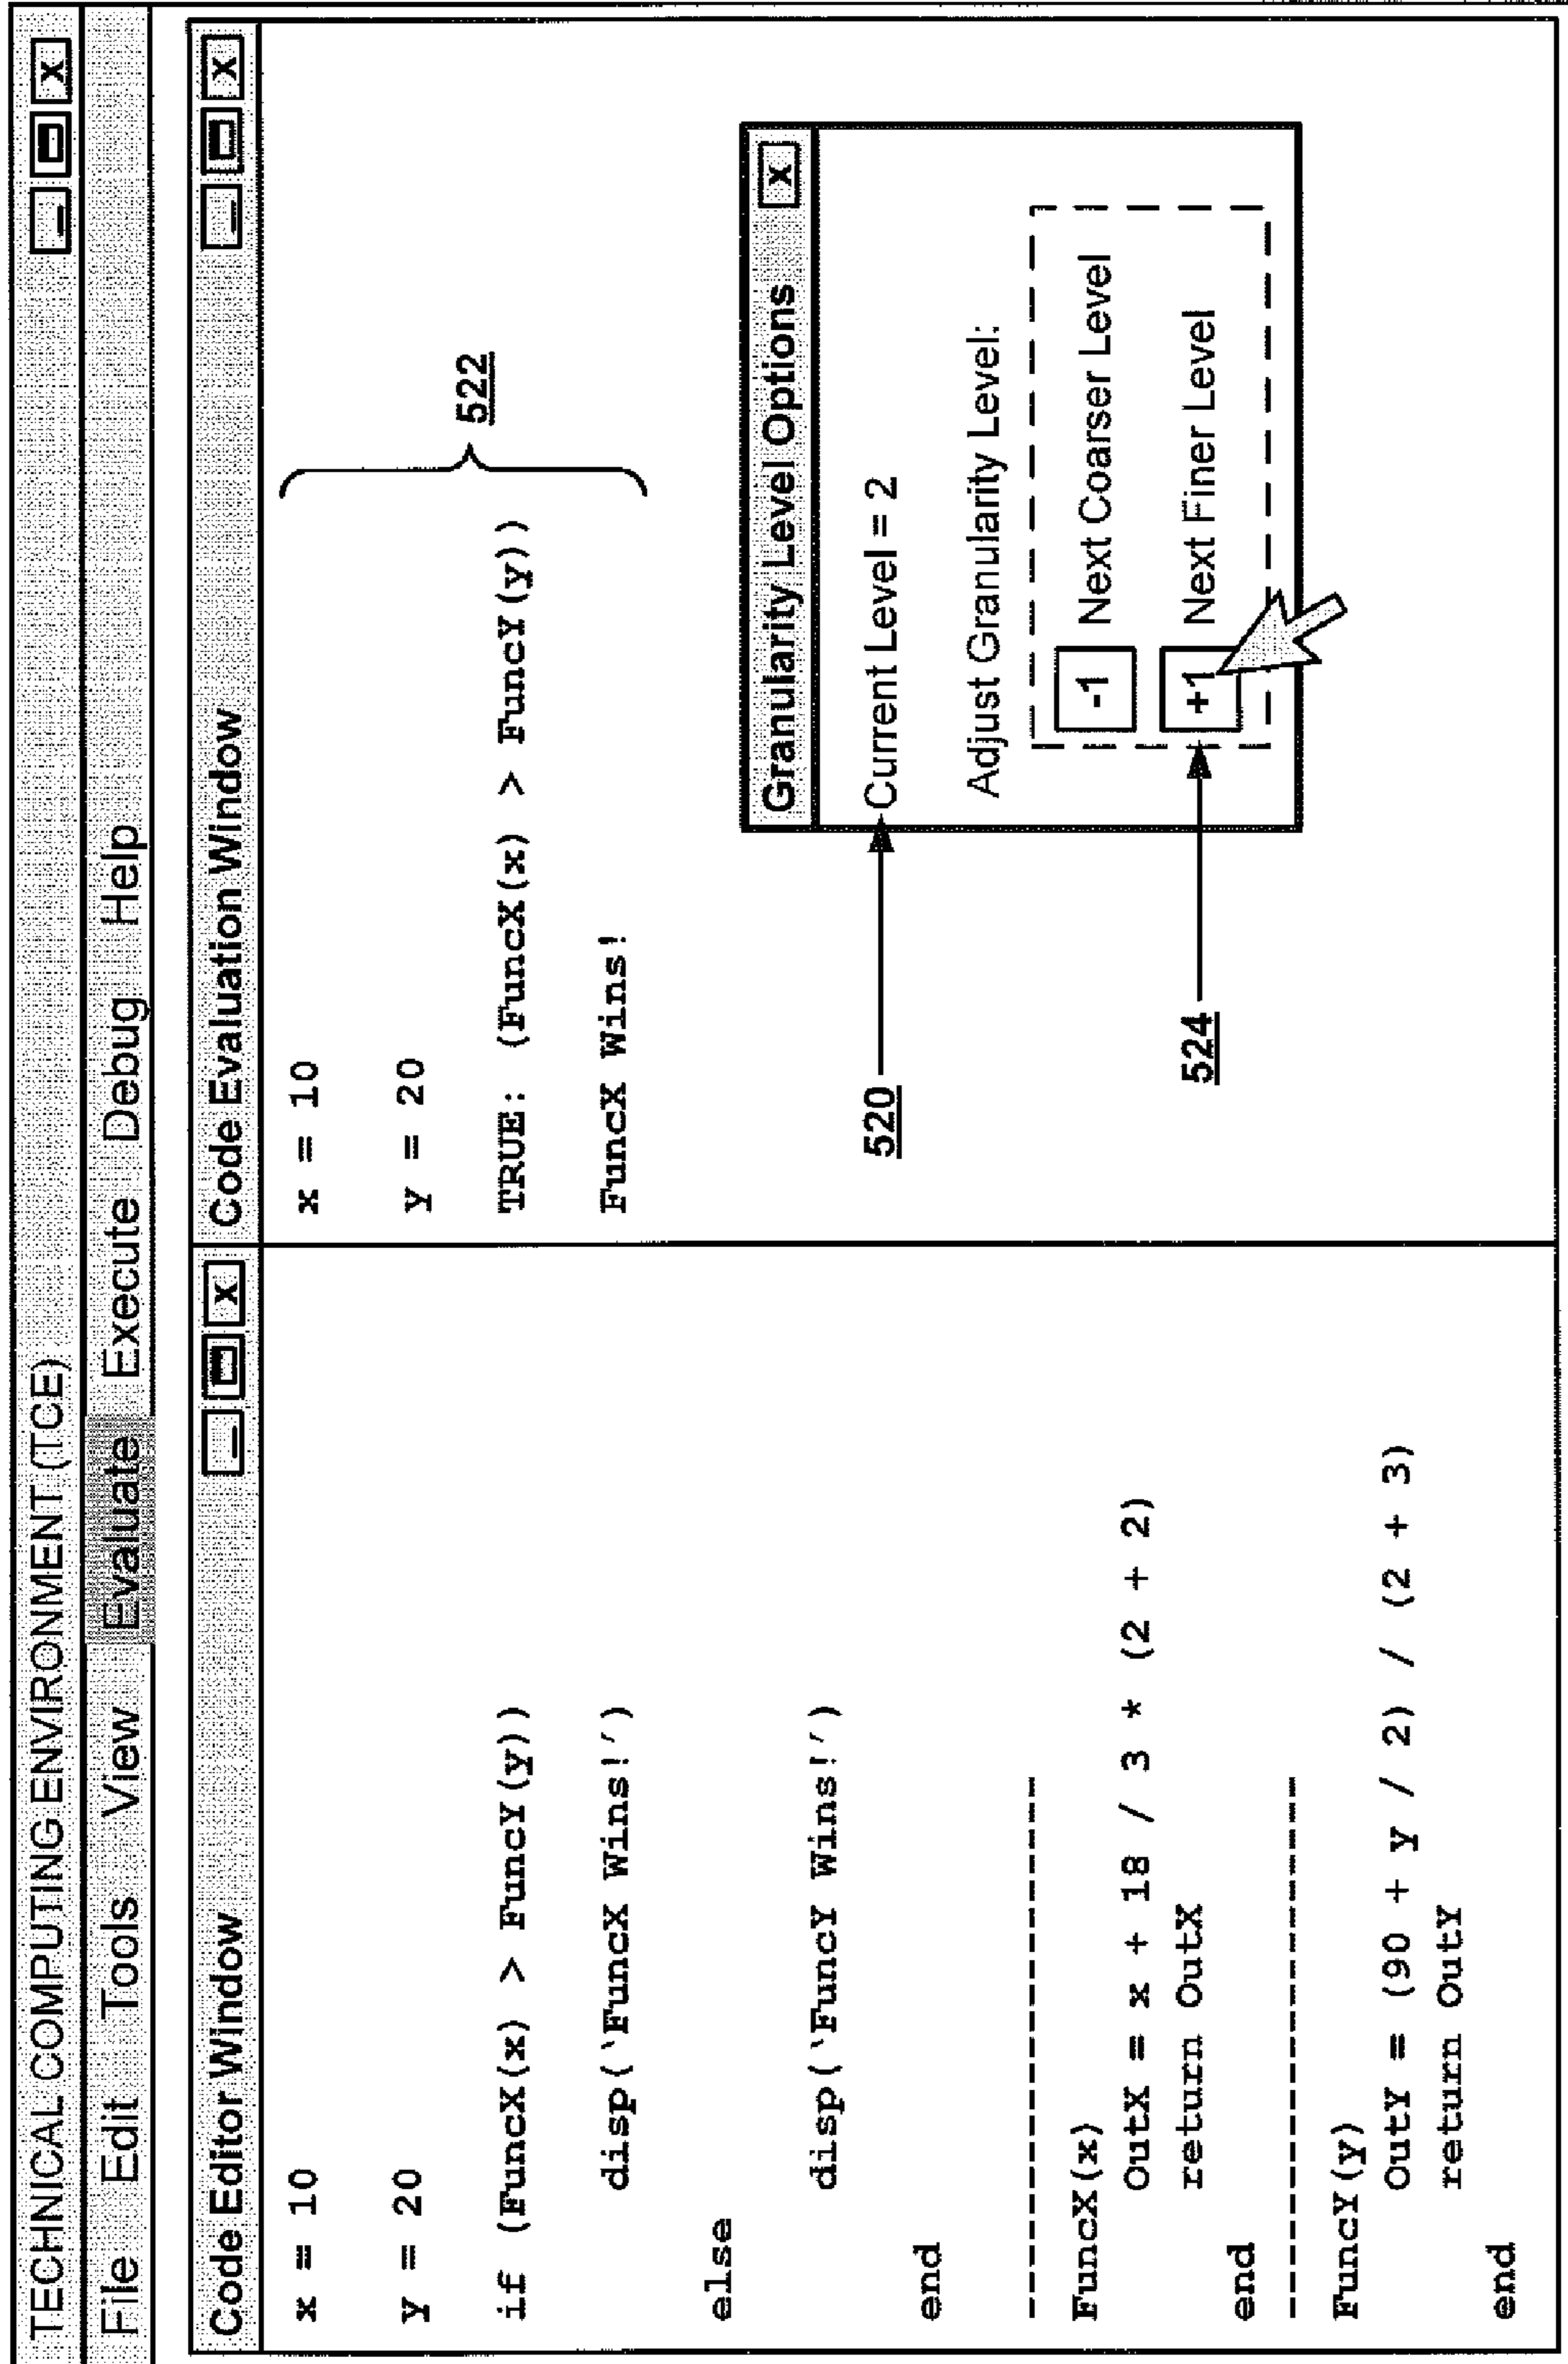 TECHNICAL COMPUTING ENVIRONMENT (TCE)
_ X
File Edit Tools View Evaluate Execute Debug Help
Code Editor Window
_ X
x = 10
y = 20
if (FuncX(x) > FuncY(y))
disp(‘FuncX Wins!’)
else
disp(‘FuncY Wins!’)
end
--------------------
FuncX(x)
OutX = x + 18 / 3 * (2 + 2)
return OutX
end
--------------------
FuncY(y)
OutY = (90 + y / 2) / (2 + 3)
return OutY
end
Code Evaluation Window
_ X
x = 10
y = 20
TRUE: (FuncX(x) > FuncY(y))
FuncX Wins!
522
Granularity Level Options
X
520
Current Level = 2
Adjust Granularity Level:
-1 Next Coarser Level
524
+1 Next Finer Level